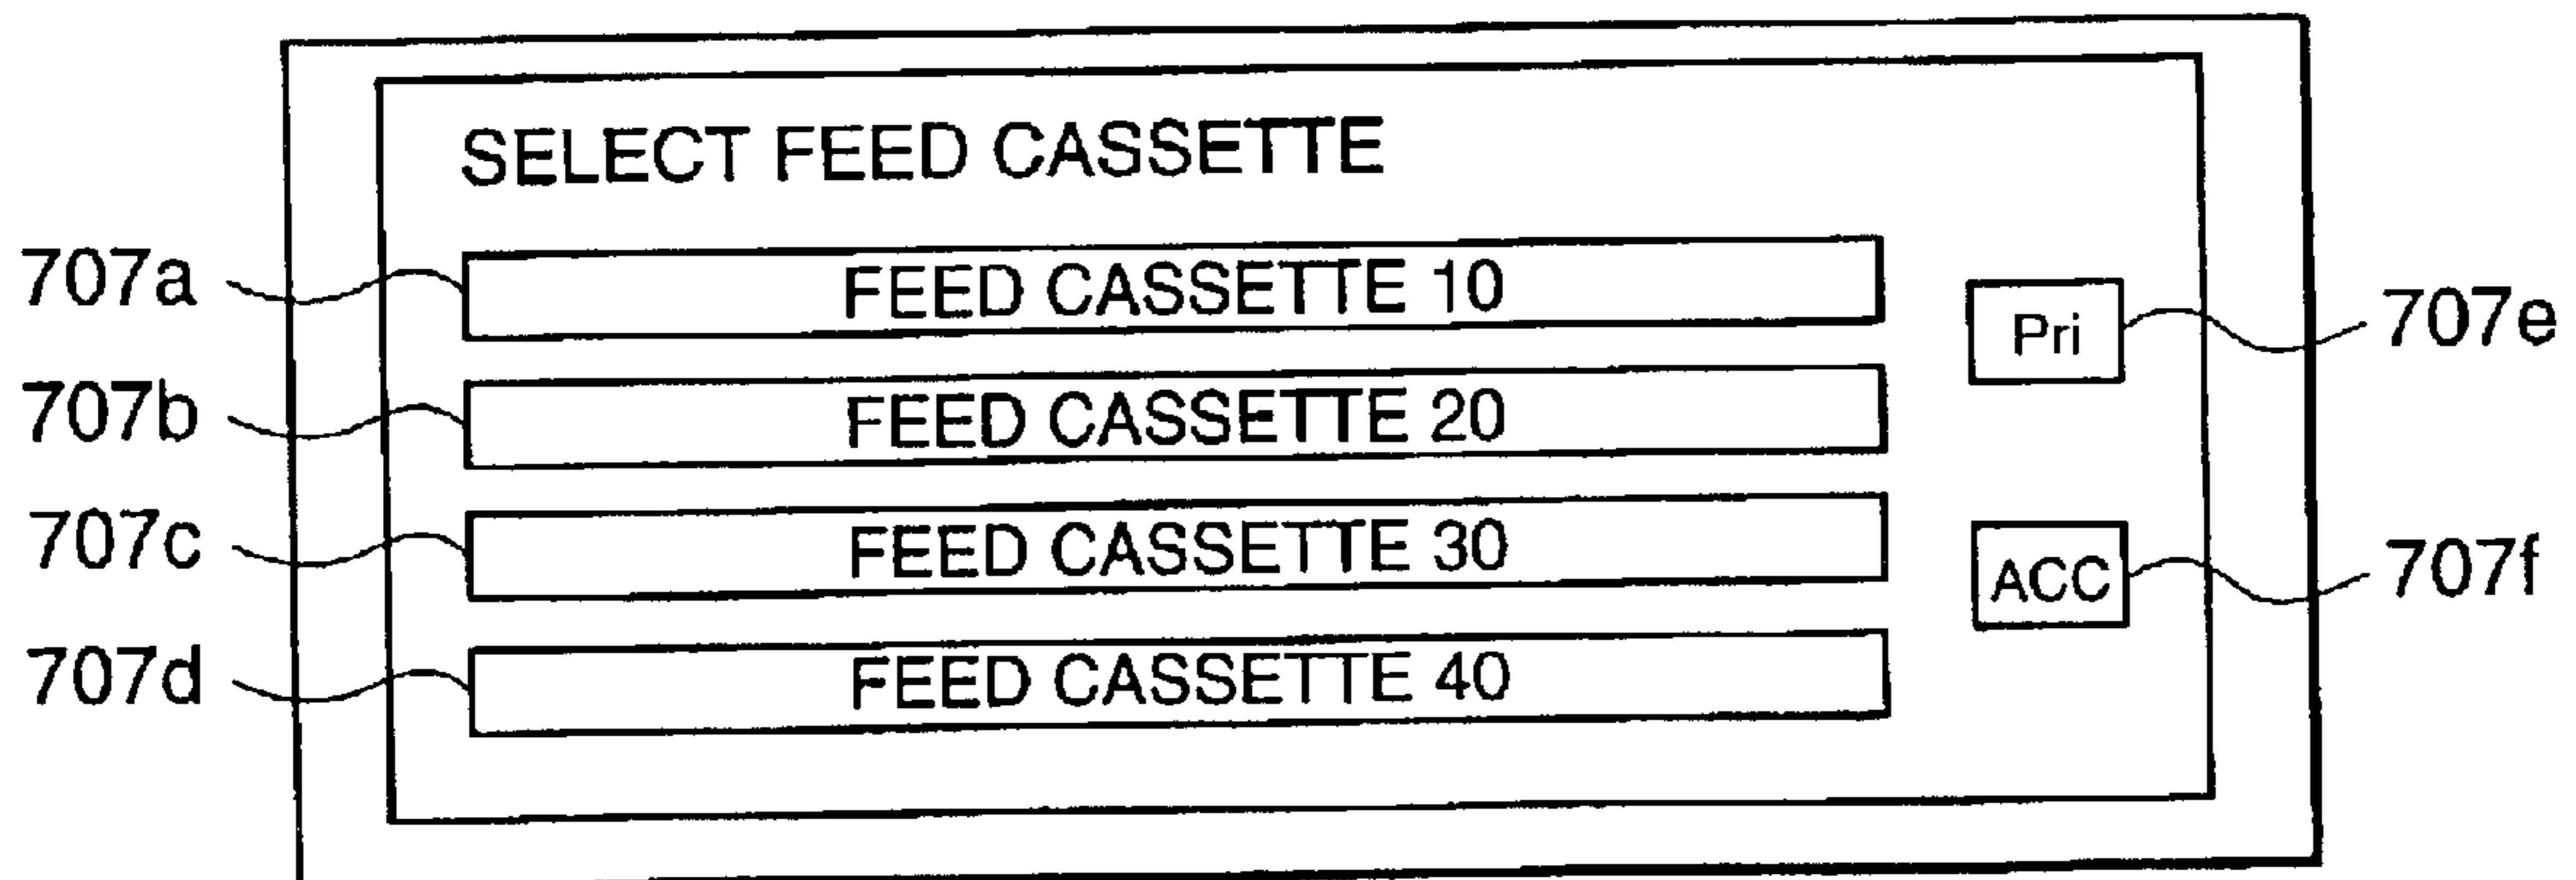 SELECT FEED CASSETTE
707a FEED CASSETTE 10
Pri 707e
707b FEED CASSETTE 20
707c FEED CASSETTE 30
ACC 707f
707d FEED CASSETTE 40